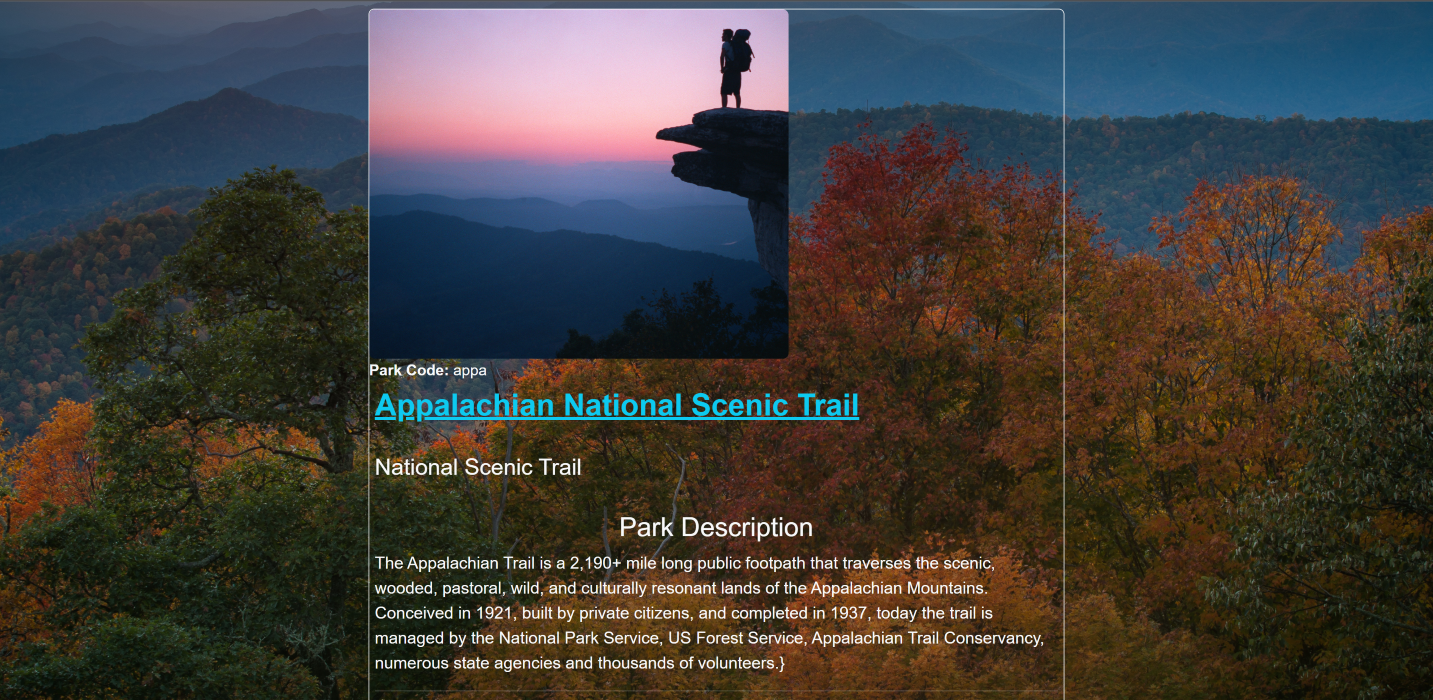 Park Code: appa
Appalachian National Scenic Trail
National Scenic Trail
Park Description
The Appalachian Trail is a 2,190+ mile long public footpath that traverses the scenic,
wooded, pastoral, wild, and culturally resonant lands of the Appalachian Mountains.
Conceived in 1921, built by private citizens, and completed in 1937, today the trail is
managed by the National Park Service, US Forest Service, Appalachian Trail Conservancy,
numerous state agencies and thousands of volunteers.}